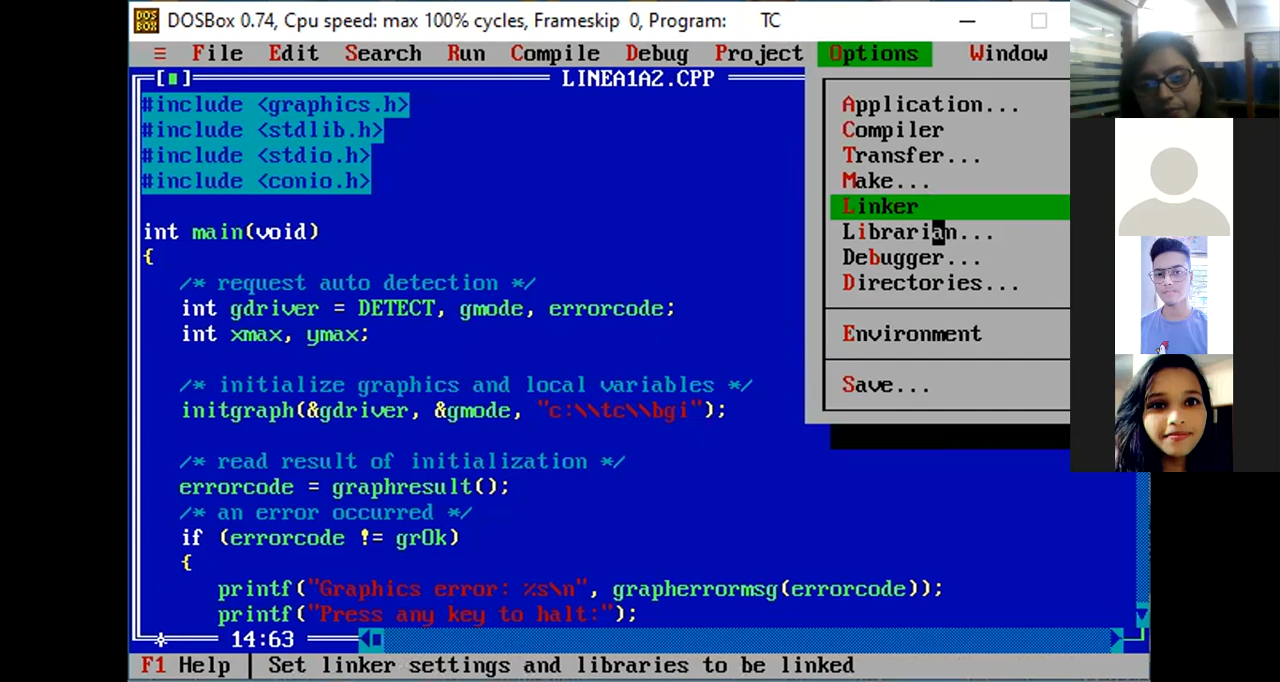 DOSBox 0.74, Cpu speed: max 100% cycles, Frameskip 0, Program: TC
≡ File Edit Search Run Compile Debug Project Options Window
LINEA1A2.CPP
#include <graphics.h>
#include <stdlib.h>
#include <stdio.h>
#include <conio.h>
int main(void)
{
/* request auto detection */
int gdriver = DETECT, gmode, errorcode;
int xmax, ymax;
/* initialize graphics and local variables */
initgraph(&gdriver, &gmode, "c:\\tc\\bgi");
/* read result of initialization */
errorcode = graphresult();
/* an error occurred */
if (errorcode != grOk)
{
printf("Graphics error: %s\n", grapherrormsg(errorcode));
printf("Press any key to halt:");
Application...
Compiler
Transfer...
Make...
Linker
Librarian...
Debugger...
Directories...
Environment
Save...
14:63
F1 Help | Set linker settings and libraries to be linked